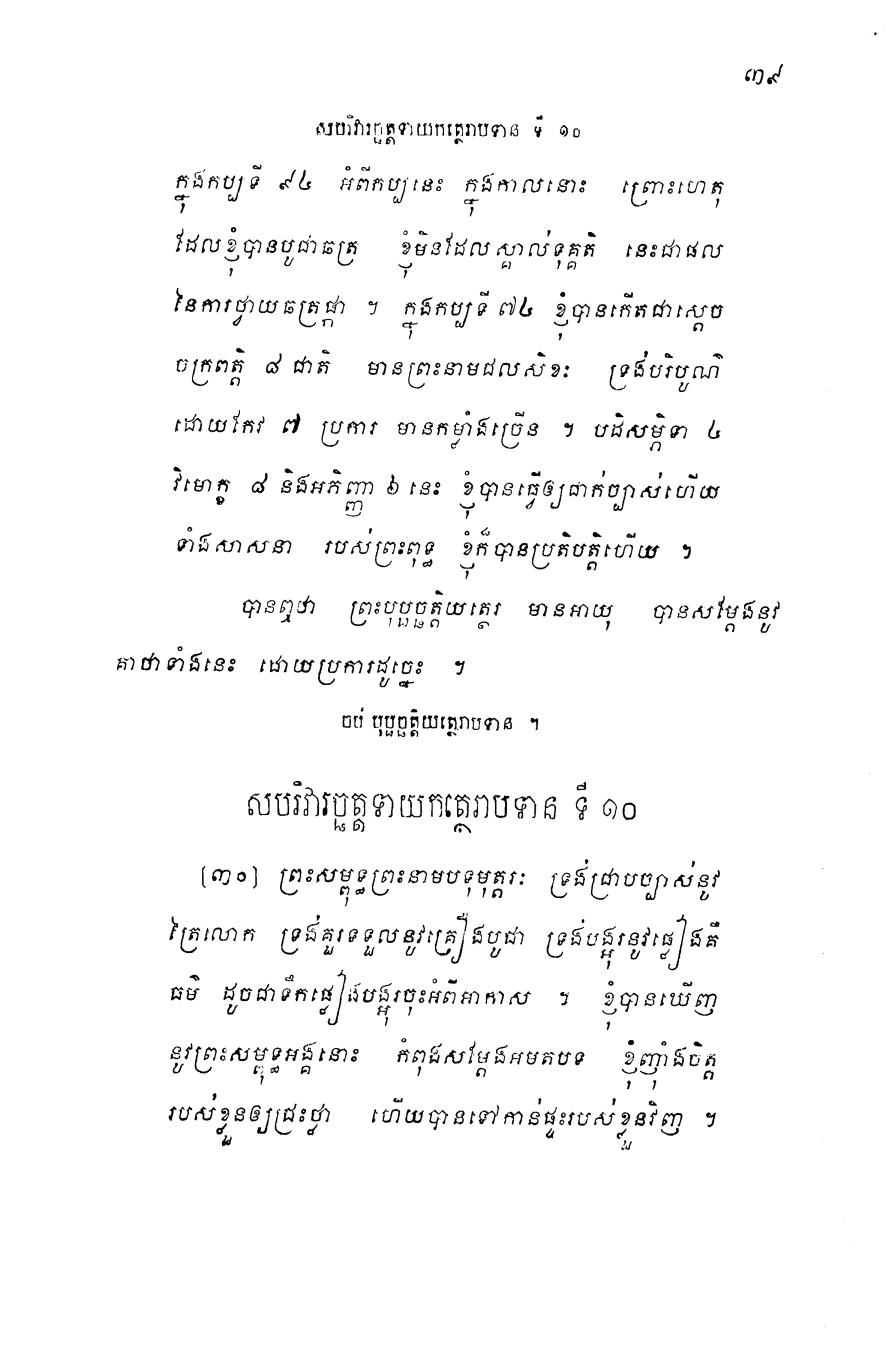 ៣៩
សបរិវារច្ឆត្តទាយកត្ថេរាបទាន ទី ១០
ក្នុងកប្បទី ៩៤ អំពីកប្បនេះ ក្នុងកាលនោះ ព្រោះហេតុ
ដែលខ្ញុំបានបូជាឆត្រ ខ្ញុំមិនដែលស្គាល់ទុគ្គតិ នេះជាផល
នៃការថ្វាយឆត្រផ្កា ។ ក្នុងកប្បទី ៧៤ ខ្ញុំបានកើតជាស្តេច
ចក្រពត្តិ ៨ ជាតិ មានព្រះនាមជលសិខៈ ទ្រង់បរិបូណ៌
ដោយកែវ ៧ ប្រការ មានកម្លាំងច្រើន ។ បដិសម្ភិទា ៤
វិមោក្ខ ៨ និងអភិញ្ញា ៦ នេះ ខ្ញុំបានធ្វើឲ្យជាក់ច្បាស់ហើយ
ទាំងសាសនា របស់ព្រះពុទ្ធ ខ្ញុំក៏បានប្រតិបត្តិហើយ ។
បានឮថា ព្រះបុប្ផច្ឆត្តិយត្ថេរ មានអាយុ បានសម្តែងនូវ
គាថាទាំងនេះ ដោយប្រការដូច្នេះ ។
ចប់ បុប្ផច្ឆត្តិយត្ថេរាបទាន ។
សបរិវារច្ឆត្តទាយកត្ថេរាបទាន ទី ១០
[៣០] ព្រះសម្ពុទ្ធព្រះនាមបទុមុត្តរៈ ទ្រង់ជ្រាបច្បាស់នូវ
ត្រៃលោក ទ្រង់គួរទទួលនូវគ្រឿងបូជា ទ្រង់បង្អុរនូវភ្លៀងគឺ
ធម៌ ដូចជាទឹកភ្លៀងបង្អុរចុះអំពីអាកាស ។ ខ្ញុំបានឃើញ
នូវព្រះសម្ពុទ្ធអង្គនោះ កំពុងសម្តែងអមតបទ ខ្ញុំញុំាងចិត្ត
របស់ខ្លួនឲ្យជ្រះថ្លា ហើយបានទៅកាន់ផ្ទះរបស់ខ្លួនវិញ ។